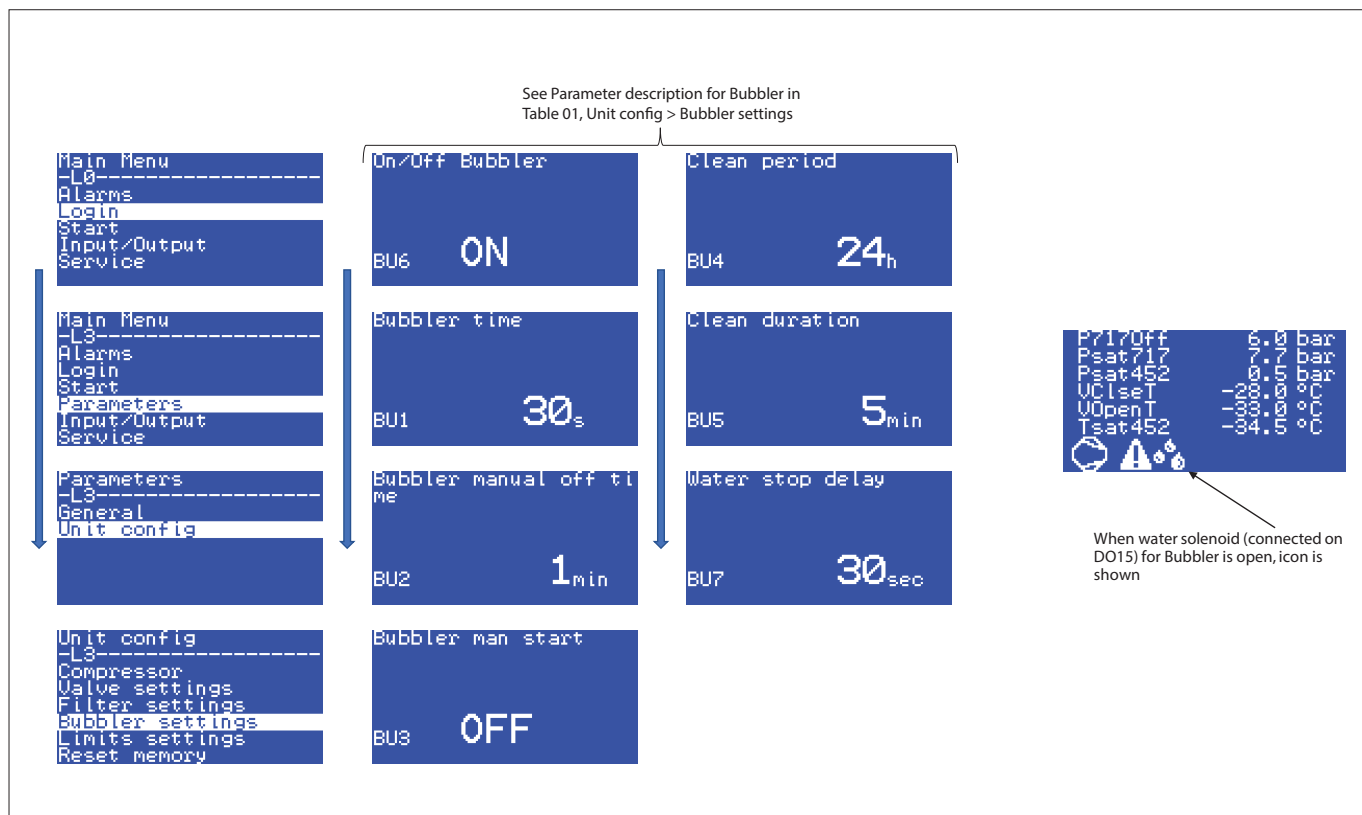 See Parameter description for Bubbler in
Table 01, Unit config > Bubbler settings
Main Menu
-L0-------------------
Alarms
Login
Start
Input/Output
Service
Main Menu
-L3-------------------
Alarms
Login
Start
Parameters
Input/Output
Service
Parameters
-L3-------------------
General
Unit config
Unit config
-L3-------------------
Compressor
Valve settings
Filter settings
Bubbler settings
Limits settings
Reset memory
On/Off Bubbler
BU6 ON
Bubbler time
BU1 30s
Bubbler manual off ti
me
BU2 1min
Bubbler man start
BU3 OFF
Clean period
BU4 24h
Clean duration
BU5 5min
Water stop delay
BU7 30sec
P717Off 6.0 bar
Psat717 7.7 bar
Psat452 0.5 bar
VClseT -28.0 °C
VOpenT -33.0 °C
Tsat452 -34.5 °C
When water solenoid (connected on
DO15) for Bubbler is open, icon is
shown